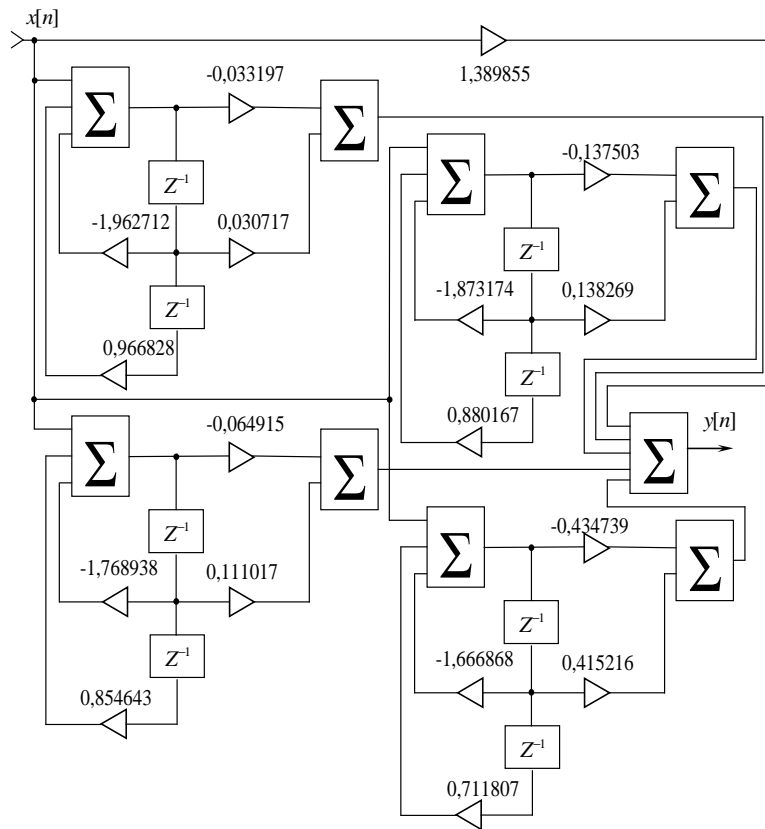 x[n]
1,389855
-0,033197
Σ
Σ
Z⁻¹
-1,962712
0,030717
Z⁻¹
0,966828
-0,137503
Σ
Σ
Z⁻¹
-1,873174
0,138269
Z⁻¹
0,880167
-0,064915
Σ
Σ
Z⁻¹
-1,768938
0,111017
Z⁻¹
0,854643
Σ
y[n]
-0,434739
Σ
Σ
Z⁻¹
-1,666868
0,415216
Z⁻¹
0,711807